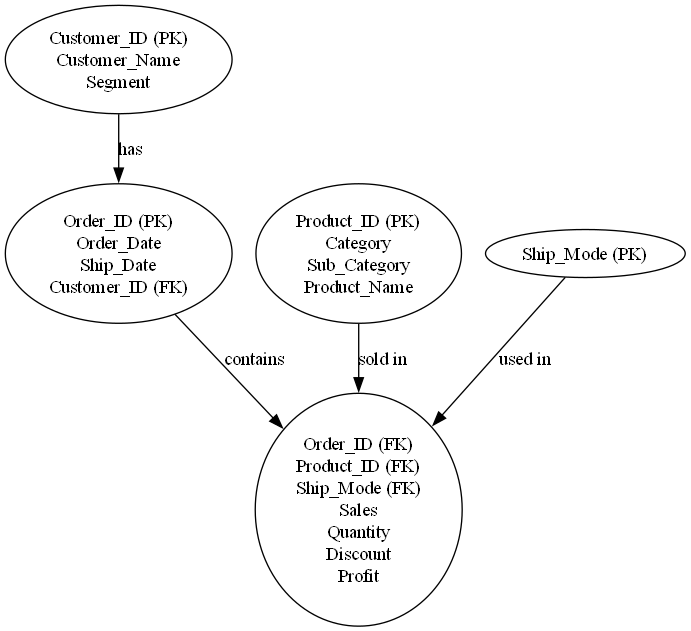 Customer_ID (PK)
Customer_Name
Segment
has
Order_ID (PK)
Order_Date
Ship_Date
Customer_ID (FK)
Product_ID (PK)
Category
Sub_Category
Product_Name
Ship_Mode (PK)
contains
sold in
used in
Order_ID (FK)
Product_ID (FK)
Ship_Mode (FK)
Sales
Quantity
Discount
Profit